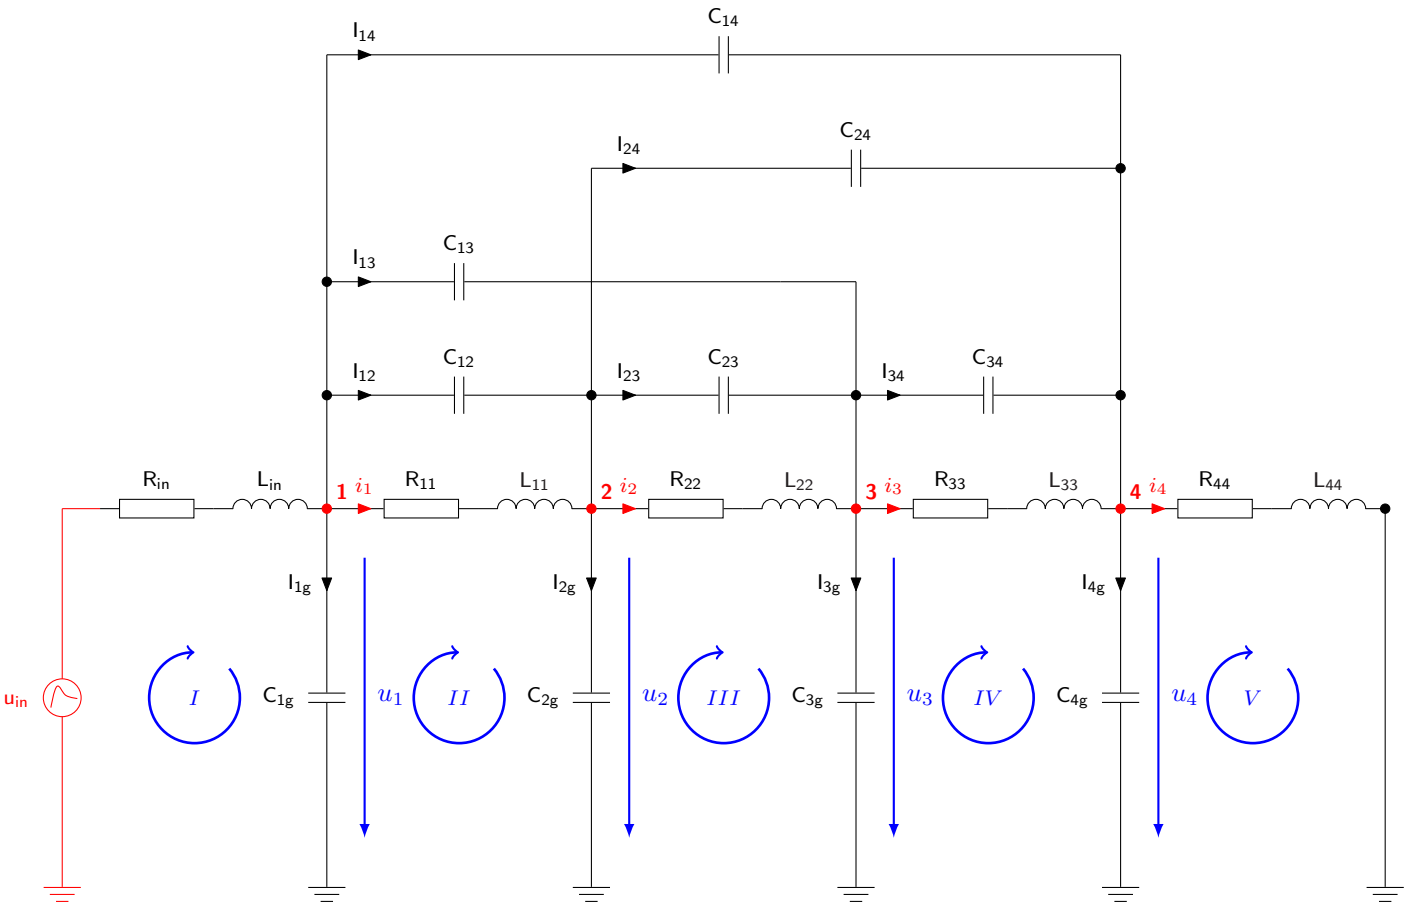 C14
I14
C24
I24
C13
I13
C12
I12
C23
I23
C34
I34
Rin
Lin
1 i1
R11
L11
2 i2
R22
L22
3 i3
R33
L33
4 i4
R44
L44
I1g
I2g
I3g
I4g
uin
I
C1g
u1
II
C2g
u2
III
C3g
u3
IV
C4g
u4
V